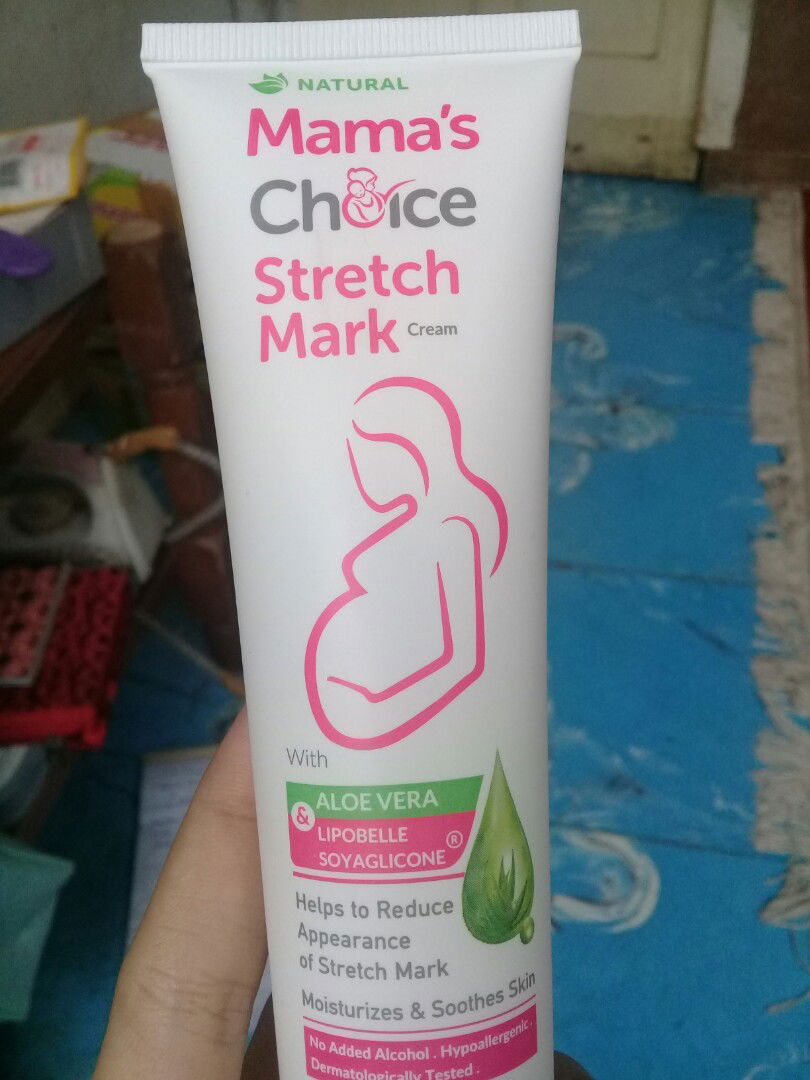 NATURAL
Mama's
Choice
Stretch
Mark Cream
With
ALOE VERA
&
LIPOBELLE
SOYAGLICONE ®
Helps to Reduce
Appearance
of Stretch Mark
Moisturizes & Soothes Skin
No Added Alcohol . Hypoallergenic .
Dermatologically Tested .